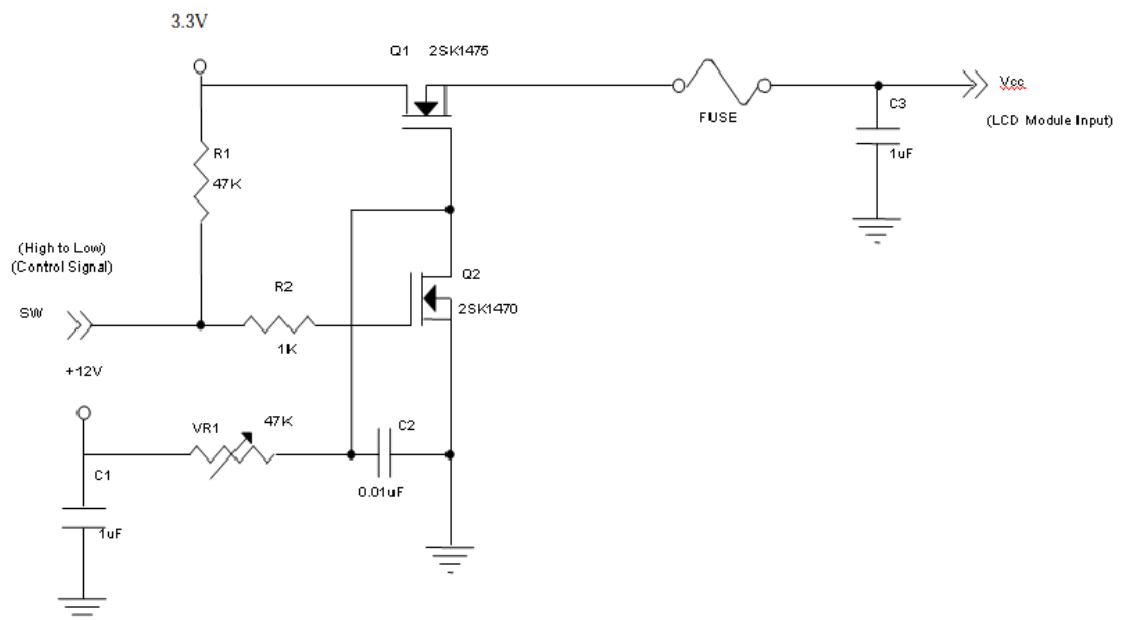 3.3V
Q1 2SK1475
FUSE
Vcc
C3
(LCD Module Input)
1uF
R1
47K
(High to Low)
(Control Signal)
SW
R2
1K
Q2
2SK1470
+12V
VR1
47K
C2
0.01uF
C1
1uF